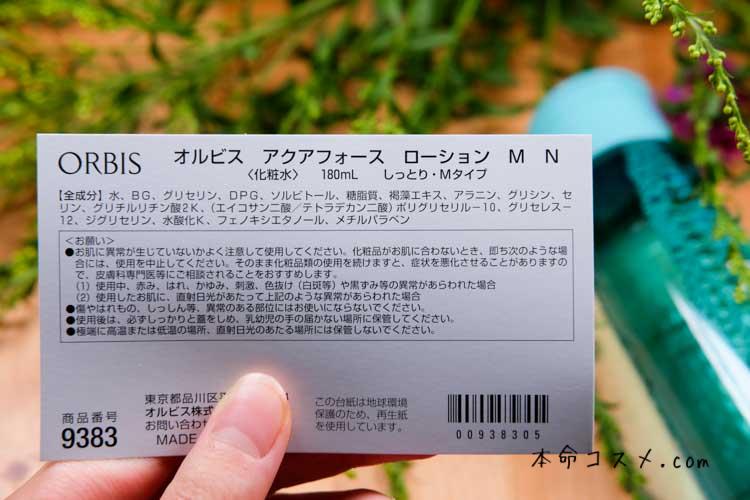 ORBIS オルビス アクアフォース ローション M N
〈化粧水〉 180mL しっとり・Mタイプ
【全成分】水、BG、グリセリン、DPG、ソルビトール、糖脂質、褐藻エキス、アラニン、グリシン、セ
リン、グリチルリチン酸2K、(エイコサン二酸/テトラデカン二酸)ポリグリセリル-10、グリセレス-
12、ジグリセリン、水酸化K、フェノキシエタノール、メチルパラベン
<お願い>
●お肌に異常が生じていないかよく注意して使用してください。化粧品がお肌に合わないとき、即ち次のような場
合には、使用を中止してください。そのまま化粧品類の使用を続けますと、症状を悪化させることがありますの
で、皮膚科専門医等にご相談されることをおすすめします。
(1)使用中、赤み、はれ、かゆみ、刺激、色抜け(白斑等)や黒ずみ等の異常があらわれた場合
(2)使用したお肌に、直射日光があたって上記のような異常があらわれた場合
●傷やはれもの、しっしん等、異常のある部位にはお使いにならないでください。
●使用後は、必ずしっかりと蓋をしめ、乳幼児の手の届かない場所に保管してください。
●極端に高温または低温の場所、直射日光のあたる場所には保管しないでください。
商品番号
9383
東京都品川区
オルビス株式
お問い合わせ
MADE
この台紙は地球環境
保護のため、再生紙
を使用しています。
00938305
本命コスメ.com